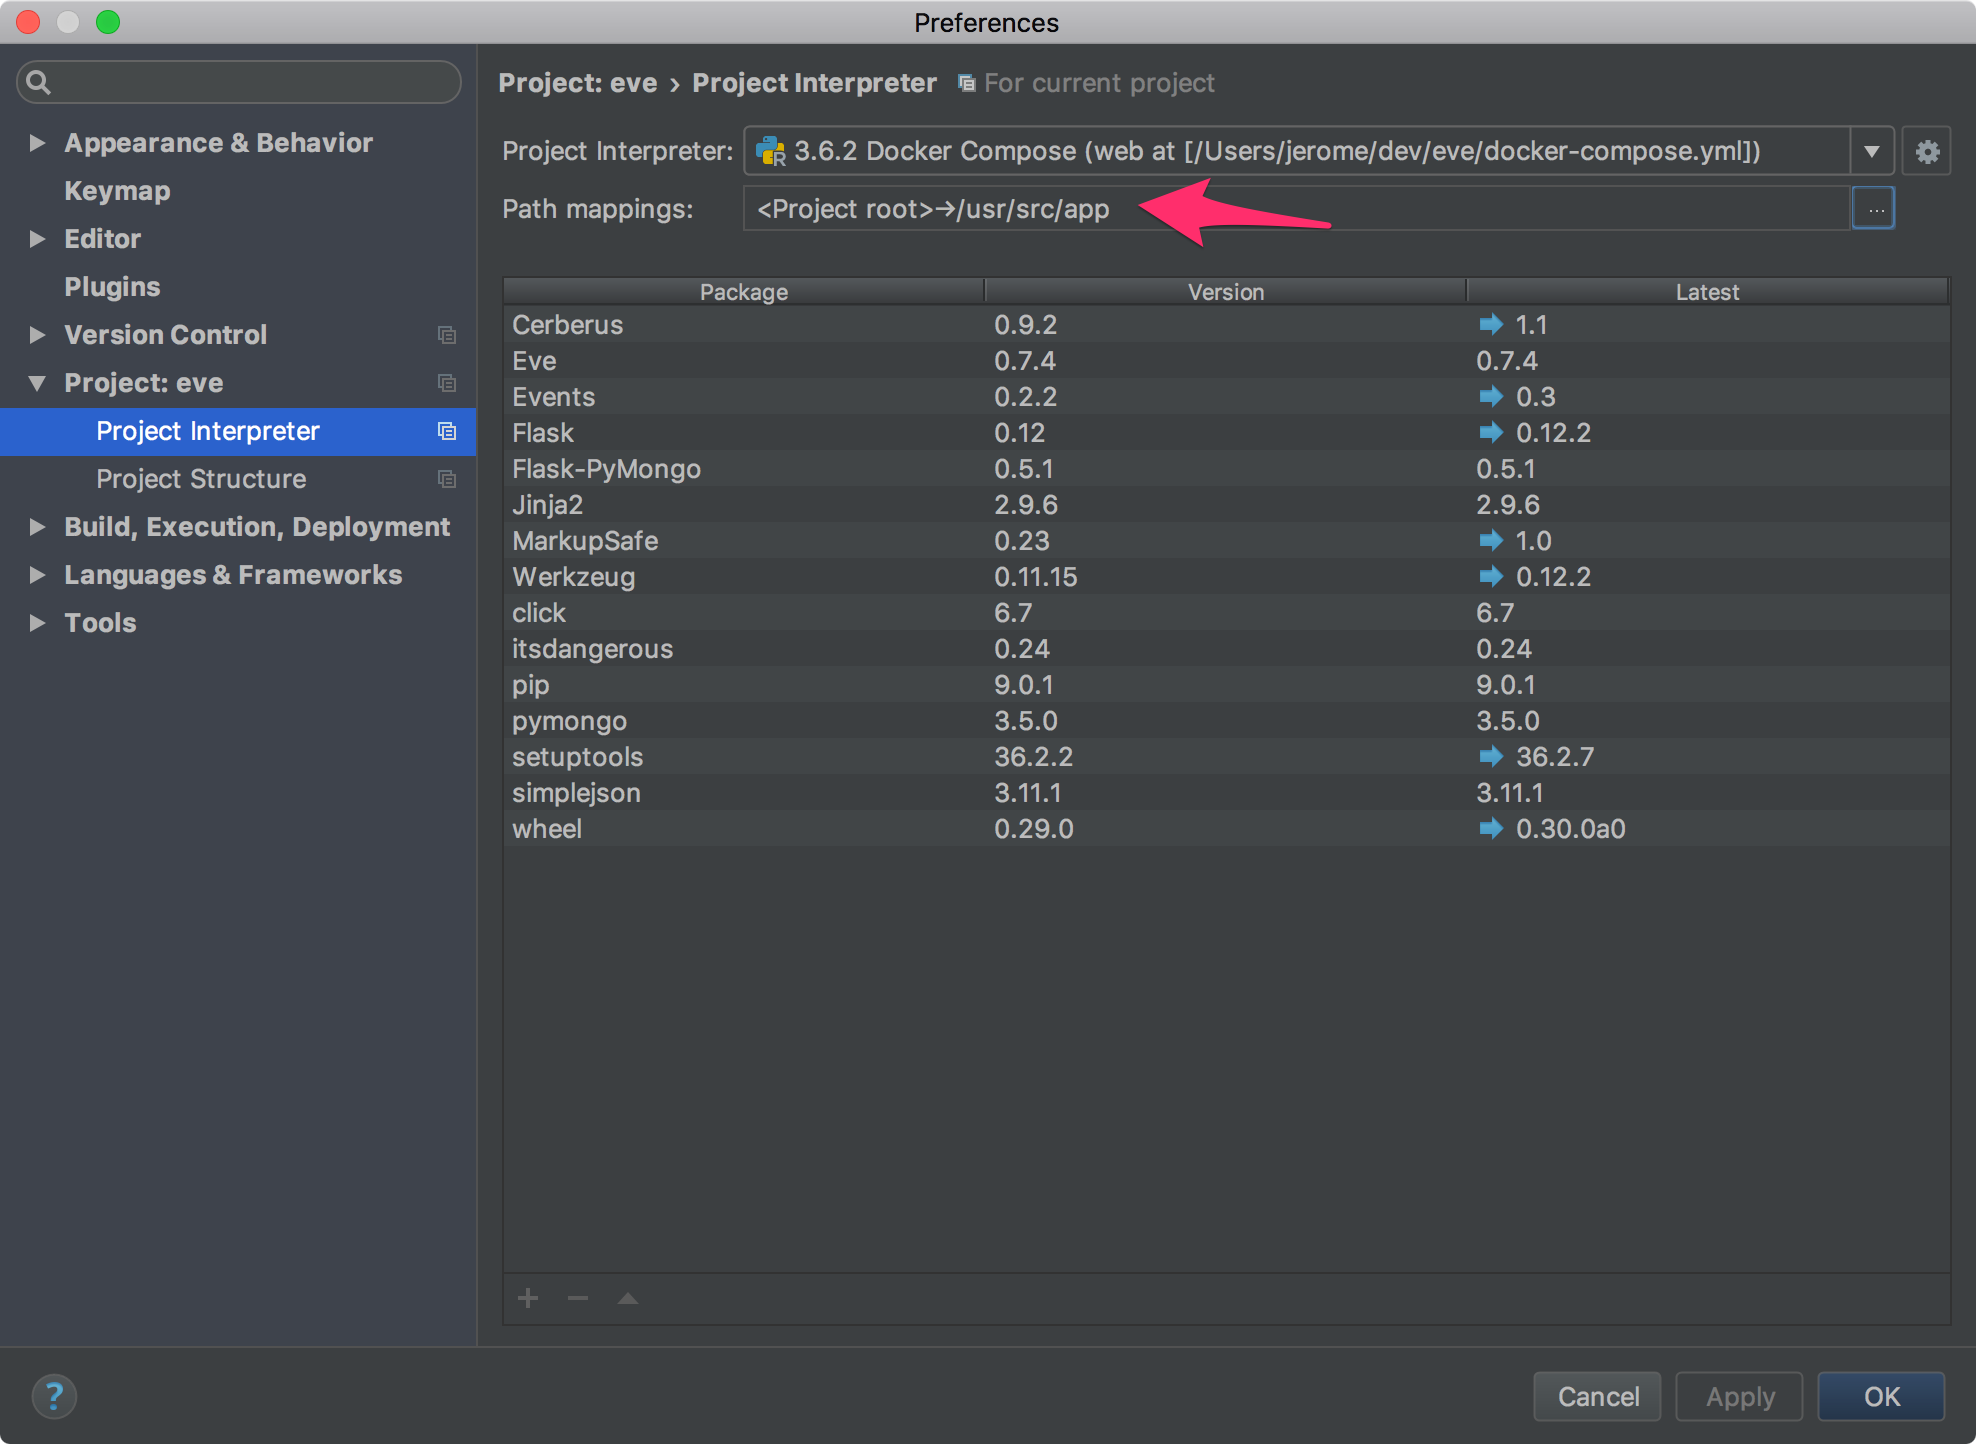 Preferences
Project: eve › Project Interpreter For current project
Project Interpreter: 3.6.2 Docker Compose (web at [/Users/jerome/dev/eve/docker-compose.yml])
Path mappings: <Project root>→/usr/src/app ...
Appearance & Behavior
Keymap
Editor
Plugins
Version Control
Project: eve
Project Interpreter
Project Structure
Build, Execution, Deployment
Languages & Frameworks
Tools
Package Version Latest
Cerberus 0.9.2 1.1
Eve 0.7.4 0.7.4
Events 0.2.2 0.3
Flask 0.12 0.12.2
Flask-PyMongo 0.5.1 0.5.1
Jinja2 2.9.6 2.9.6
MarkupSafe 0.23 1.0
Werkzeug 0.11.15 0.12.2
click 6.7 6.7
itsdangerous 0.24 0.24
pip 9.0.1 9.0.1
pymongo 3.5.0 3.5.0
setuptools 36.2.2 36.2.7
simplejson 3.11.1 3.11.1
wheel 0.29.0 0.30.0a0
? Cancel Apply OK